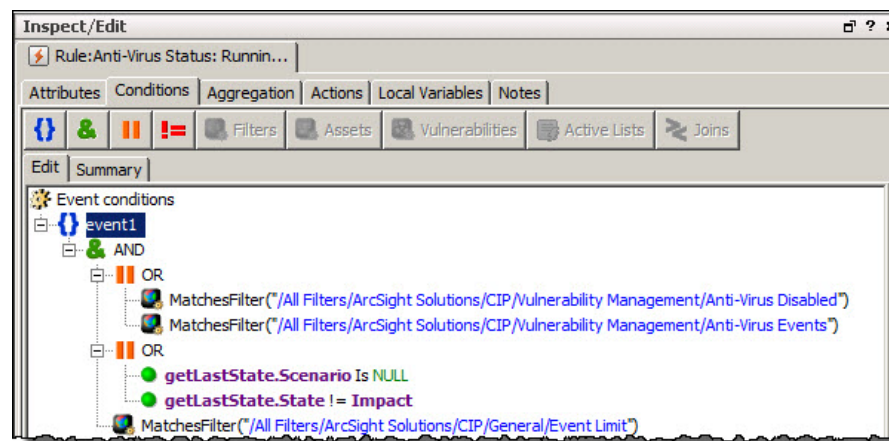 Inspect/Edit
Rule:Anti-Virus Status: Runnin...
Attributes Conditions Aggregation Actions Local Variables Notes
{} & != Filters Assets Vulnerabilities Active Lists Joins
Edit Summary
Event conditions
{} event1
& AND
OR
MatchesFilter("/All Filters/ArcSight Solutions/CIP/Vulnerability Management/Anti-Virus Disabled")
MatchesFilter("/All Filters/ArcSight Solutions/CIP/Vulnerability Management/Anti-Virus Events")
OR
getLastState.Scenario Is NULL
getLastState.State != Impact
MatchesFilter("/All Filters/ArcSight Solutions/CIP/General/Event Limit")